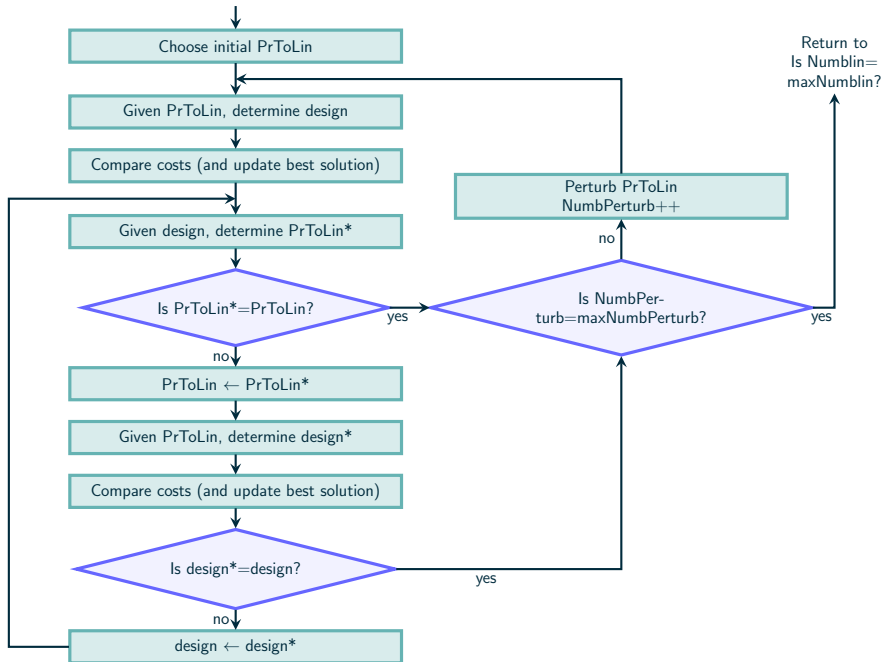 Choose initial PrToLin
Return to
Is Numblin=
maxNumblin?
Given PrToLin, determine design
Compare costs (and update best solution)
Perturb PrToLin
NumbPerturb++
Given design, determine PrToLin*
no
Is PrToLin*=PrToLin?
yes
Is NumbPer-
turb=maxNumbPerturb?
yes
no
PrToLin ← PrToLin*
Given PrToLin, determine design*
Compare costs (and update best solution)
Is design*=design?
yes
no
design ← design*